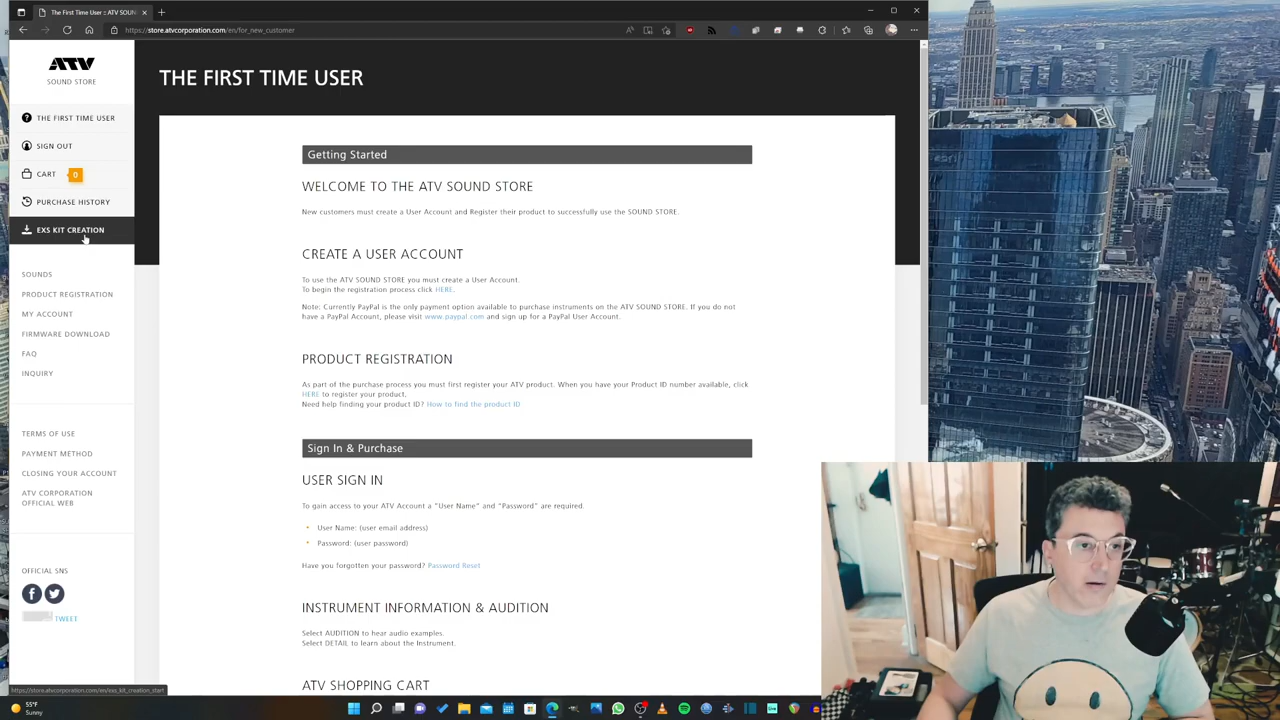 The First Time User :: ATV SOUN
https://store.atvcorporation.com/en/for_new_customer
ATV
SOUND STORE
THE FIRST TIME USER
SIGN OUT
CART 0
PURCHASE HISTORY
EXS KIT CREATION
SOUNDS
PRODUCT REGISTRATION
MY ACCOUNT
FIRMWARE DOWNLOAD
FAQ
INQUIRY
TERMS OF USE
PAYMENT METHOD
CLOSING YOUR ACCOUNT
ATV CORPORATION
OFFICIAL WEB
OFFICIAL SNS
TWEET
https://store.atvcorporation.com/en/exs_kit_creation_start
THE FIRST TIME USER
Getting Started
WELCOME TO THE ATV SOUND STORE
New customers must create a User Account and Register their product to successfully use the SOUND STORE.
CREATE A USER ACCOUNT
To use the ATV SOUND STORE you must create a User Account.
To begin the registration process click HERE.
Note: Currently PayPal is the only payment option available to purchase instruments on the ATV SOUND STORE. If you do not
have a PayPal Account, please visit www.paypal.com and sign up for a PayPal User Account.
PRODUCT REGISTRATION
As part of the purchase process you must first register your ATV product. When you have your Product ID number available, click
HERE to register your product.
Need help finding your product ID? How to find the product ID
Sign In & Purchase
USER SIGN IN
To gain access to your ATV Account a "User Name" and "Password" are required.
• User Name: (user email address)
• Password: (user password)
Have you forgotten your password? Password Reset
INSTRUMENT INFORMATION & AUDITION
Select AUDITION to hear audio examples.
Select DETAIL to learn about the Instrument.
ATV SHOPPING CART
55°F
Sunny